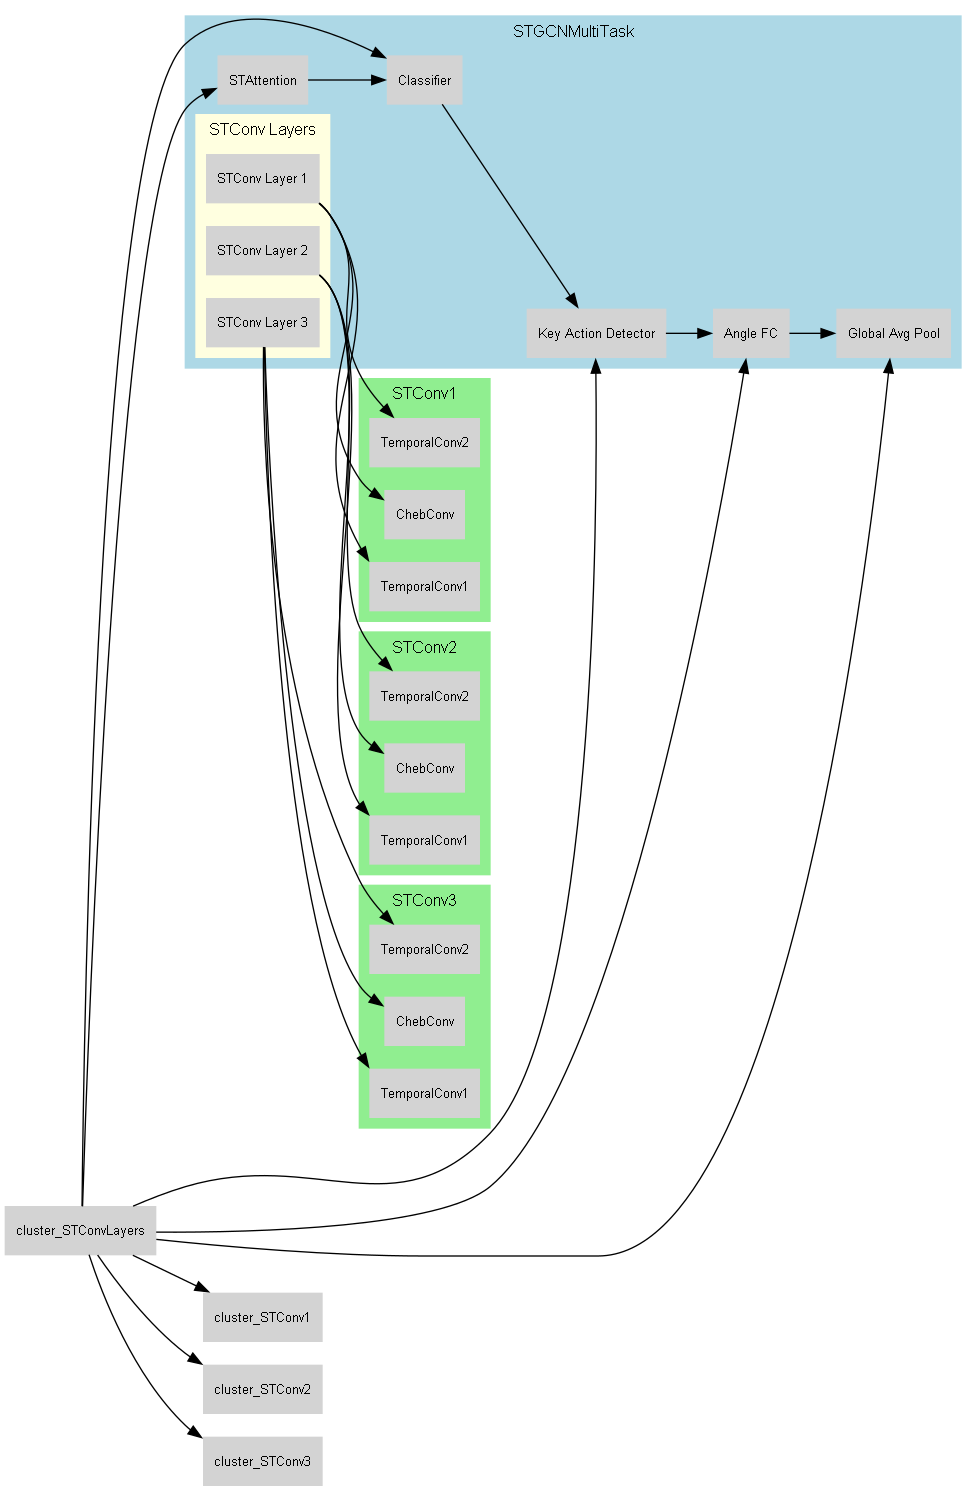 STGCNMultiTask
STAttention
Classifier
STConv Layers
STConv Layer 1
STConv Layer 2
STConv Layer 3
Key Action Detector
Angle FC
Global Avg Pool
STConv1
TemporalConv2
ChebConv
TemporalConv1
STConv2
TemporalConv2
ChebConv
TemporalConv1
STConv3
TemporalConv2
ChebConv
TemporalConv1
cluster_STConvLayers
cluster_STConv1
cluster_STConv2
cluster_STConv3